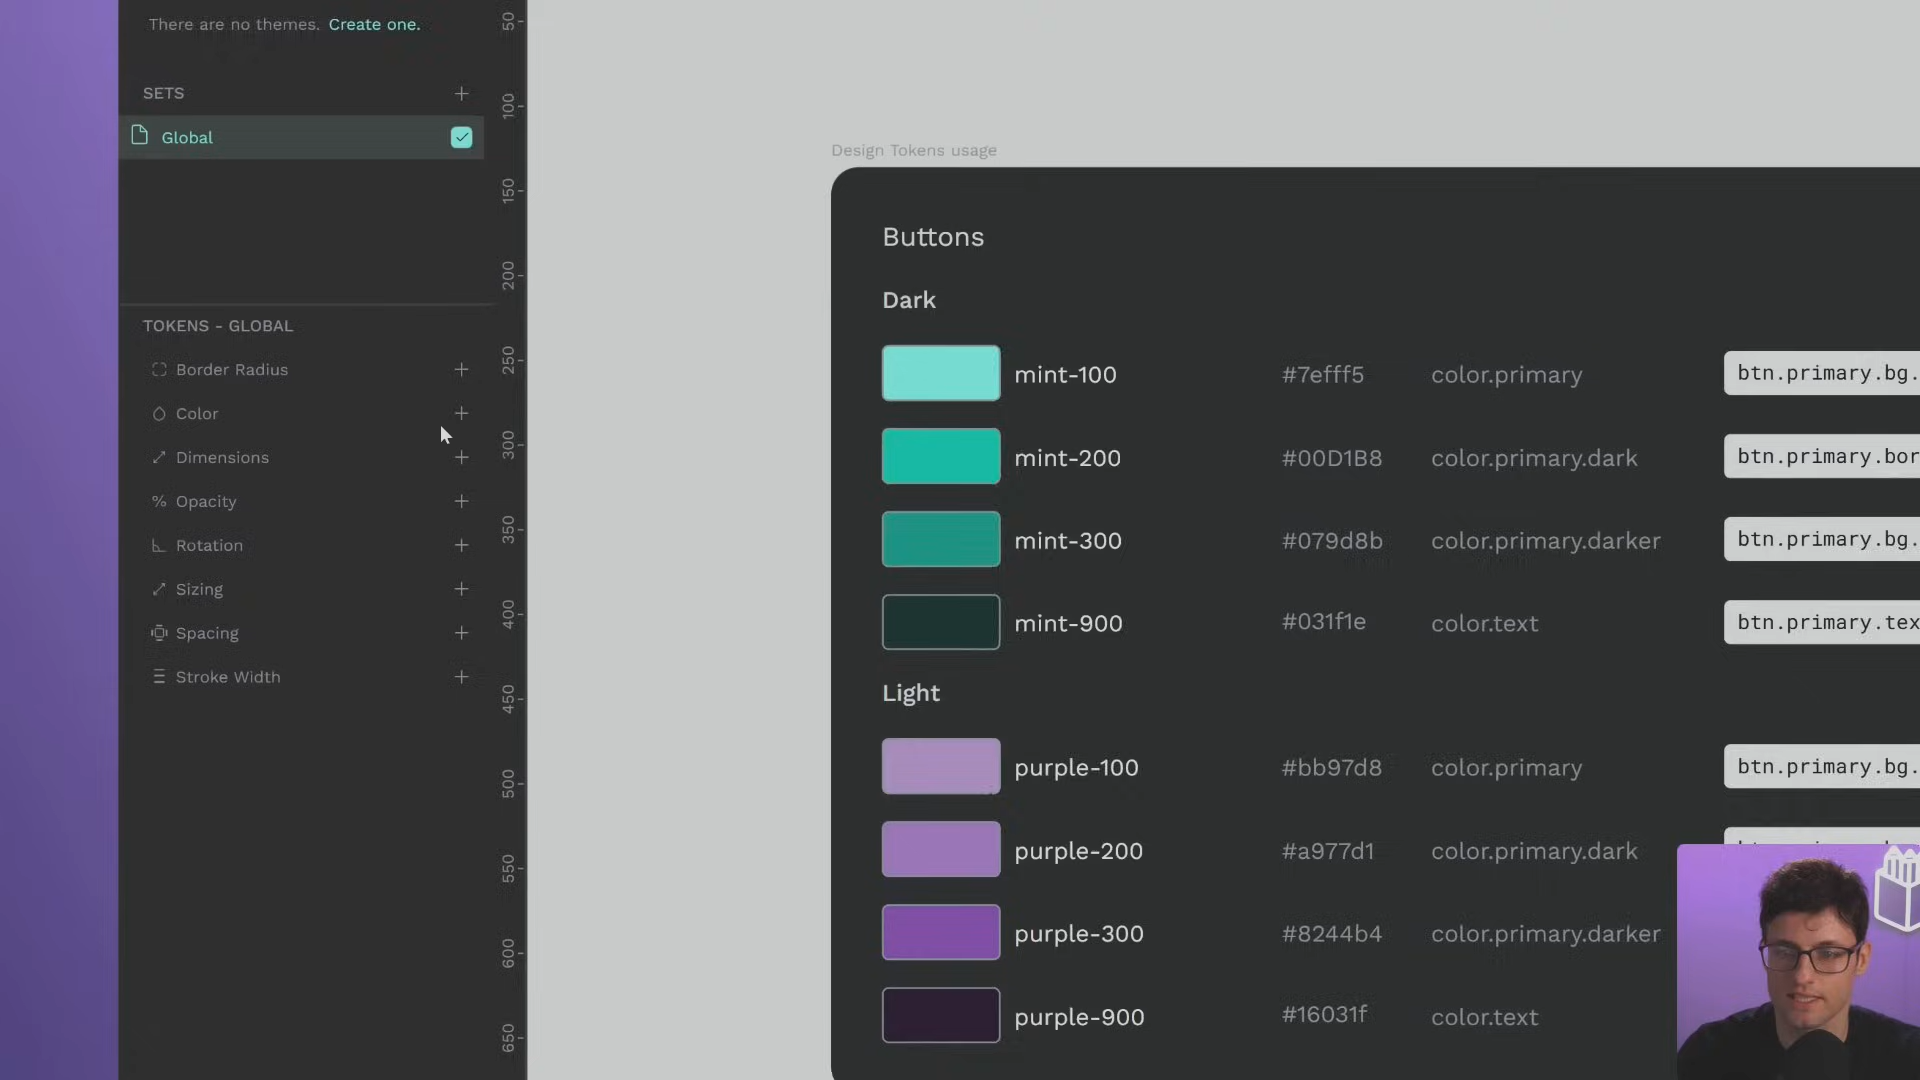 There are no themes. Create one.
SETS
Global
TOKENS - GLOBAL
Border Radius
Color
Dimensions
Opacity
Rotation
Sizing
Spacing
Stroke Width
50
100
150
200
250
300
350
400
450
500
550
600
650
Design Tokens usage
Buttons
Dark
mint-100 #7efff5 color.primary btn.primary.bg.
mint-200 #00D1B8 color.primary.dark btn.primary.bor
mint-300 #079d8b color.primary.darker btn.primary.bg.
mint-900 #031f1e color.text btn.primary.tex
Light
purple-100 #bb97d8 color.primary btn.primary.bg.
purple-200 #a977d1 color.primary.dark
purple-300 #8244b4 color.primary.darker
purple-900 #16031f color.text